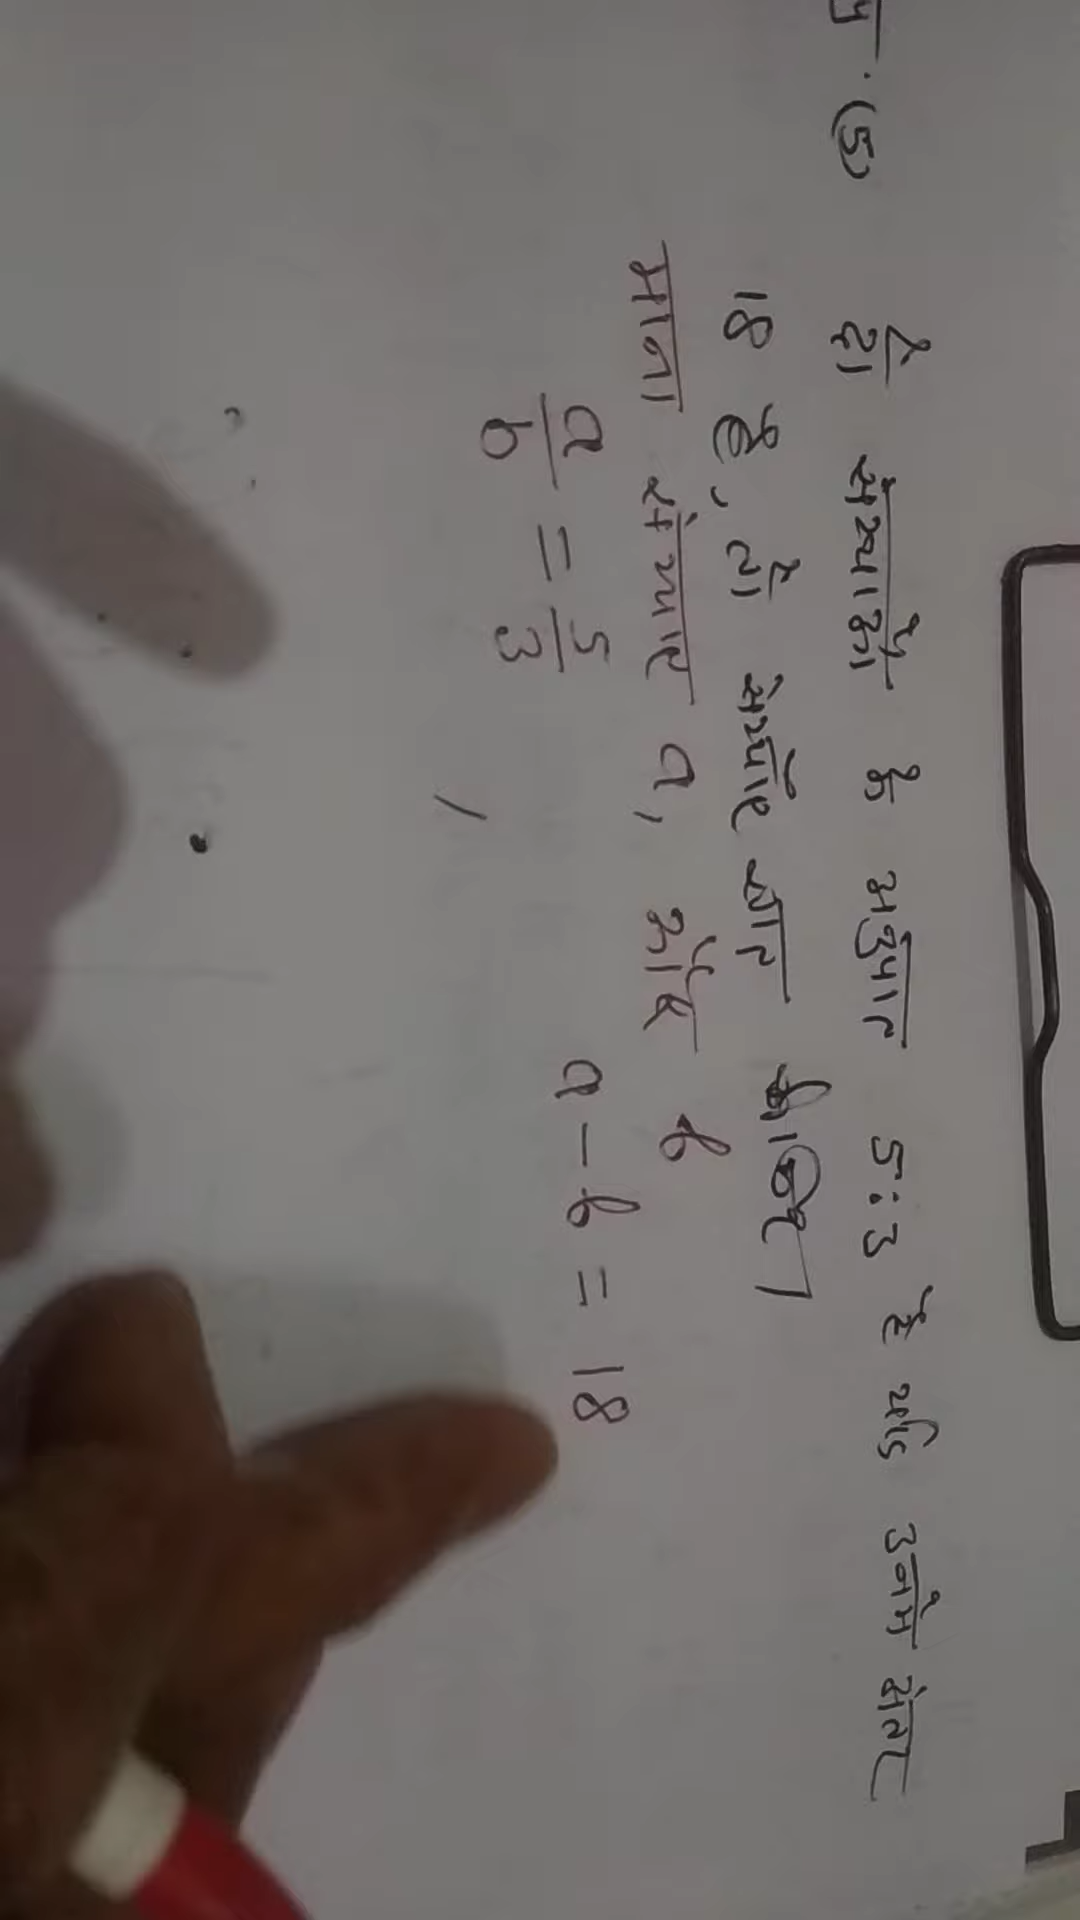 (5)
दो संख्याओं के अनुपात 5:3 है यदि उनमें अंतर
18 है, तो संख्याएं ज्ञात कीजिए।
माना संख्याए a, और b
a/b = 5/3 a - b = 18